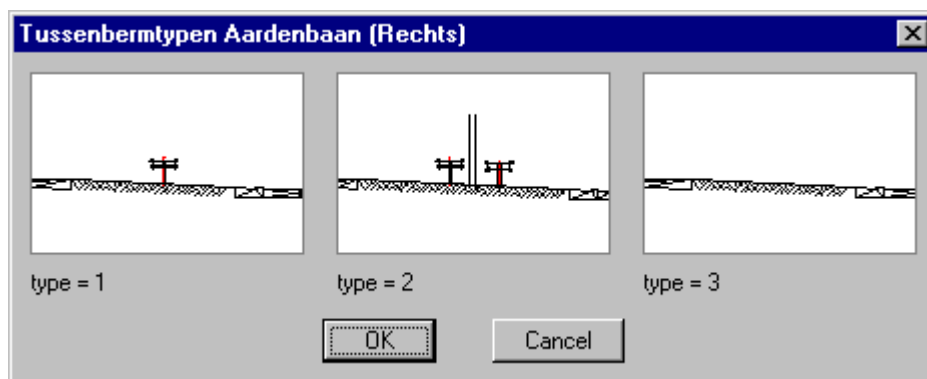 Tussenbermtypen Aardenbaan (Rechts)
type = 1
type = 2
type = 3
OK
Cancel